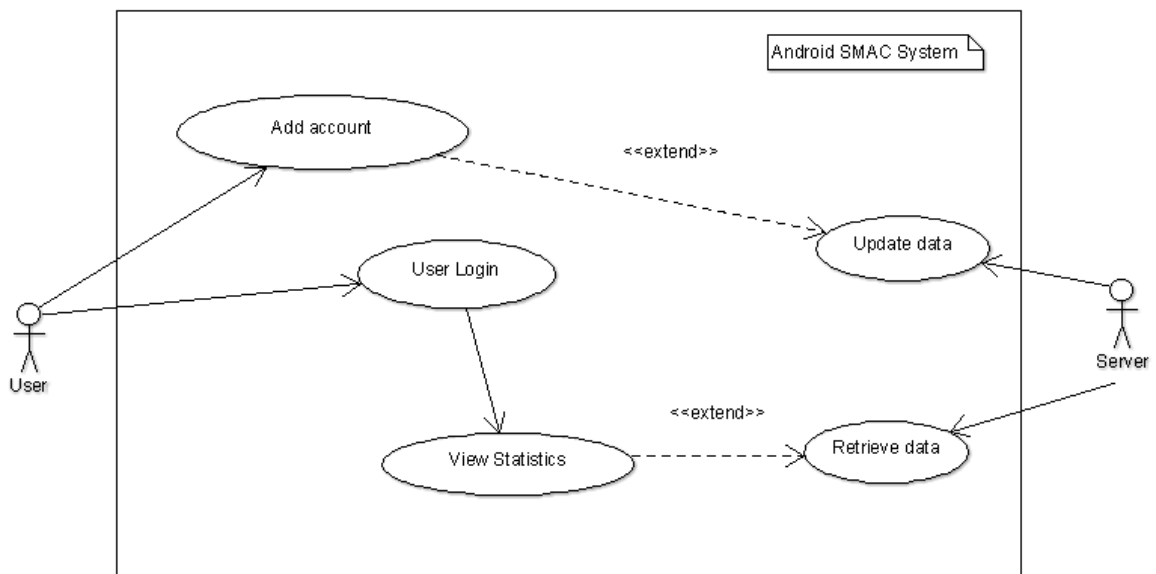 Android SMAC System
Add account
<<extend>>
Update data
User Login
User
Server
<<extend>>
View Statistics
Retrieve data